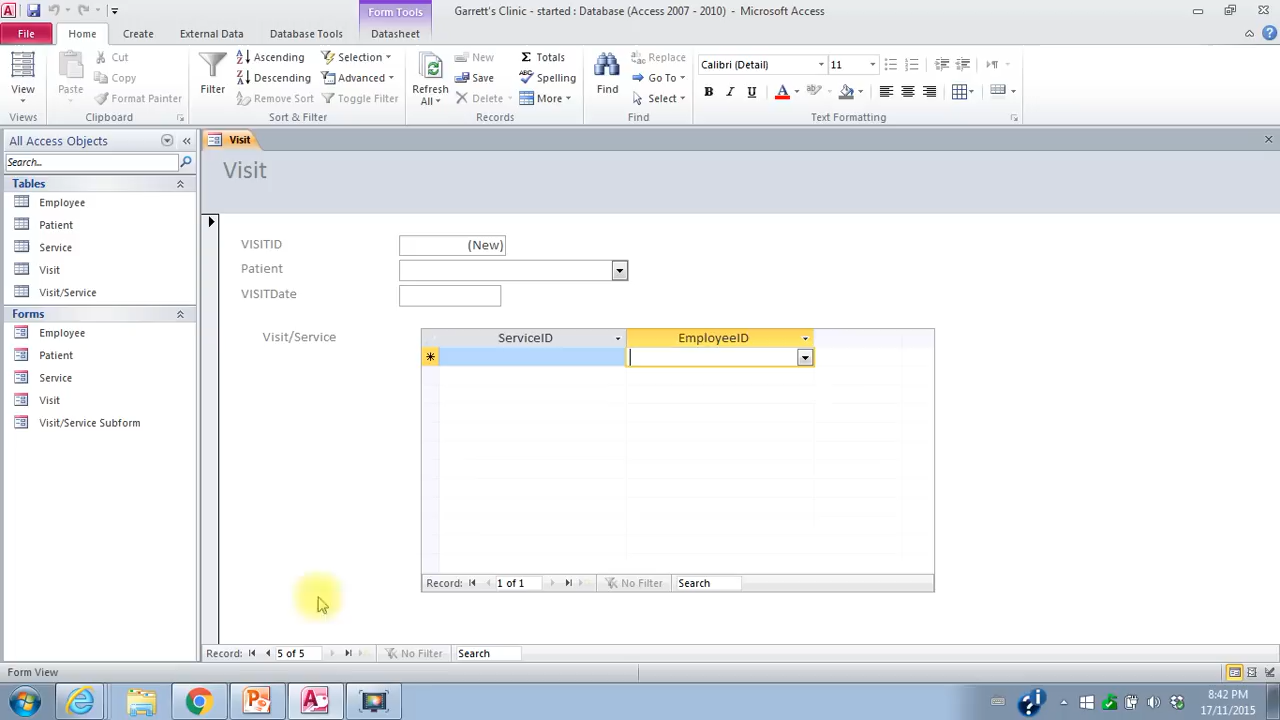 Form Tools
Garrett's Clinic - started : Database (Access 2007 - 2010) - Microsoft Access
File
Home
Create
External Data
Database Tools
Datasheet
View
Views
Paste
Cut
Copy
Format Painter
Clipboard
Filter
Ascending
Descending
Remove Sort
Selection
Advanced
Toggle Filter
Sort & Filter
Refresh
All
New
Save
Delete
Totals
Spelling
More
Records
Find
Replace
Go To
Select
Find
Calibri (Detail)
11
B I U
A
Text Formatting
All Access Objects
Search...
Tables
Employee
Patient
Service
Visit
Visit/Service
Forms
Employee
Patient
Service
Visit
Visit/Service Subform
Visit
Visit
VISITID
(New)
Patient
VISITDate
Visit/Service
ServiceID
EmployeeID
Record:
1 of 1
No Filter
Search
Record:
5 of 5
No Filter
Search
Form View
8:42 PM
17/11/2015